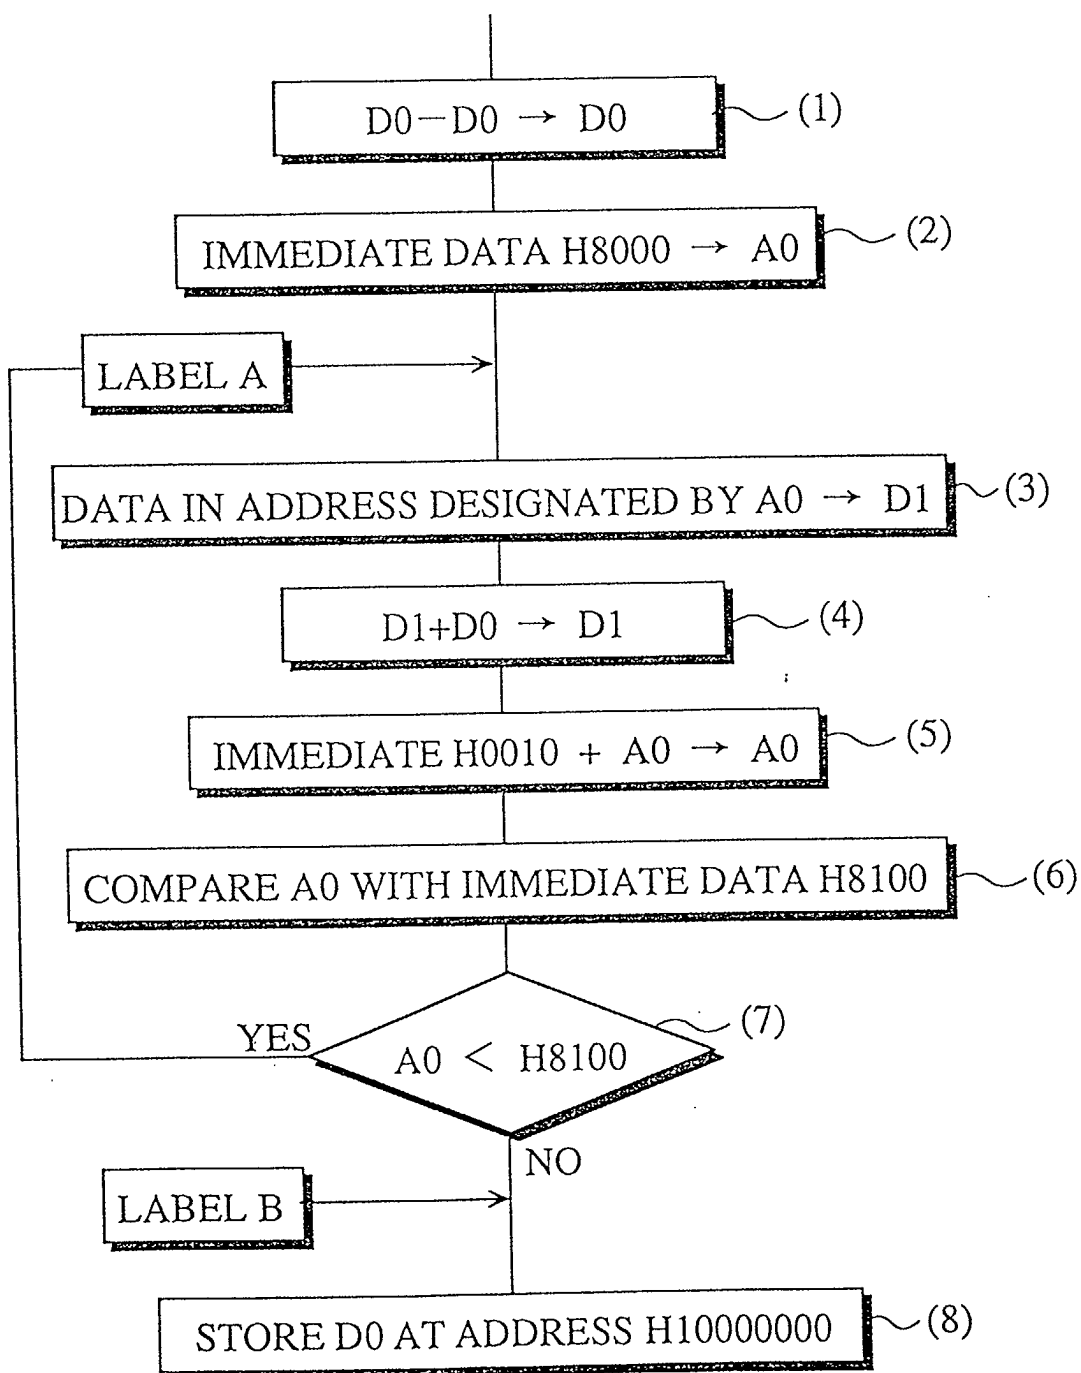 D0−D0 → D0
(1)
IMMEDIATE DATA H8000 → A0
(2)
LABEL A
DATA IN ADDRESS DESIGNATED BY A0 → D1
(3)
D1+D0 → D1
(4)
IMMEDIATE H0010 + A0 → A0
(5)
COMPARE A0 WITH IMMEDIATE DATA H8100
(6)
YES
A0 < H8100
(7)
NO
LABEL B
STORE D0 AT ADDRESS H10000000
(8)